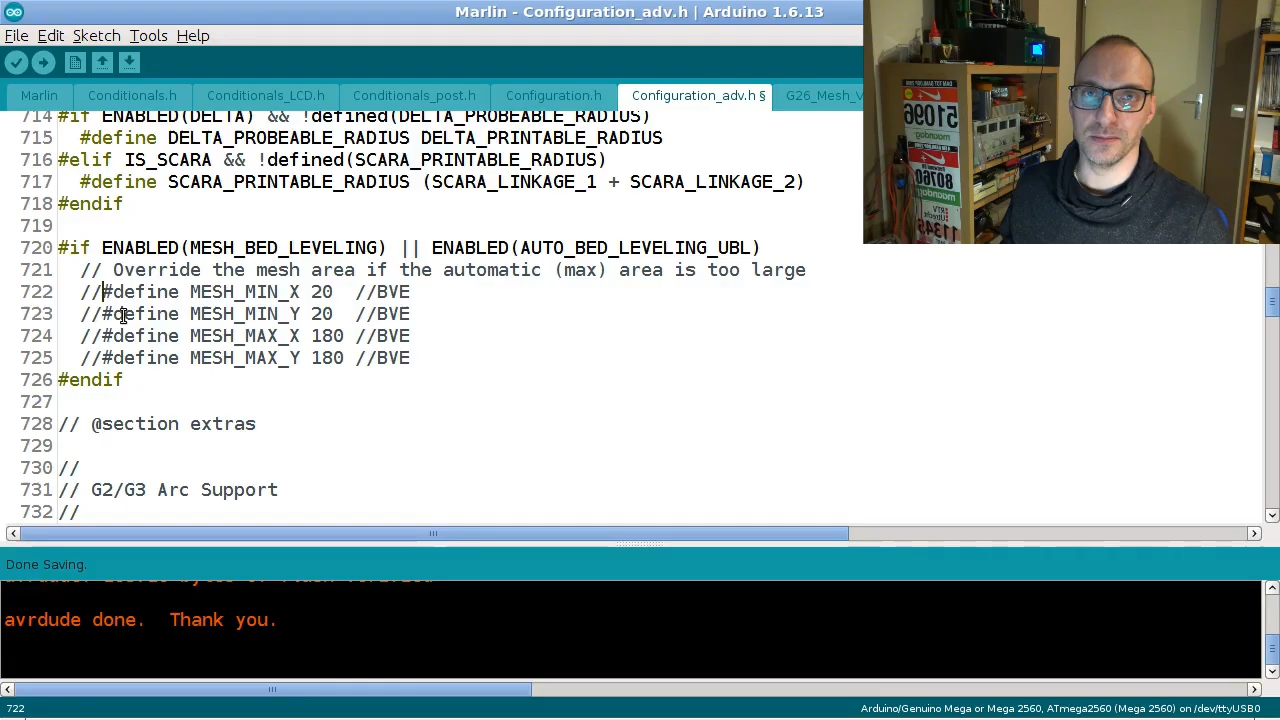 Marlin - Configuration_adv.h | Arduino 1.6.13
File Edit Sketch Tools Help
Marlin Conditionals.h onals_LCD.h Conditionals_post.h onfiguration.h Configuration_adv.h § G26_Mesh_V
714 #if ENABLED(DELTA) && !defined(DELTA_PROBEABLE_RADIUS)
715 #define DELTA_PROBEABLE_RADIUS DELTA_PRINTABLE_RADIUS
716 #elif IS_SCARA && !defined(SCARA_PRINTABLE_RADIUS)
717 #define SCARA_PRINTABLE_RADIUS (SCARA_LINKAGE_1 + SCARA_LINKAGE_2)
718 #endif
719
720 #if ENABLED(MESH_BED_LEVELING) || ENABLED(AUTO_BED_LEVELING_UBL)
721 // Override the mesh area if the automatic (max) area is too large
722 //#define MESH_MIN_X 20 //BVE
723 //#define MESH_MIN_Y 20 //BVE
724 //#define MESH_MAX_X 180 //BVE
725 //#define MESH_MAX_Y 180 //BVE
726 #endif
727
728 // @section extras
729
730 //
731 // G2/G3 Arc Support
732 //
Done Saving.
avrdude done. Thank you.
722 Arduino/Genuino Mega or Mega 2560, ATmega2560 (Mega 2560) on /dev/ttyUSB0
51096
80760